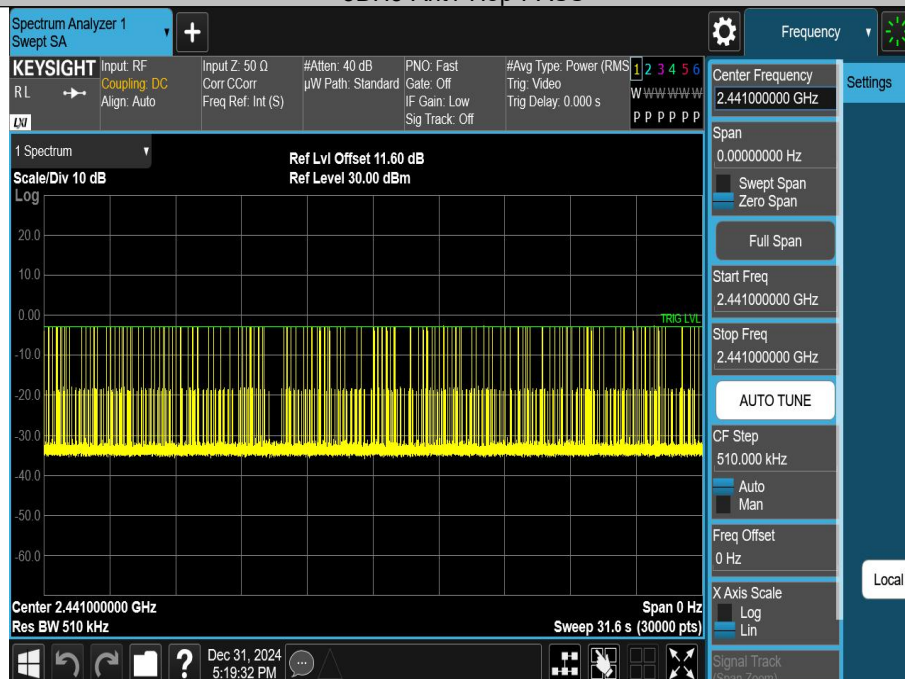 Spectrum Analyzer 1
Swept SA
Frequency
KEYSIGHT
RL
LXI
Input: RF
Coupling: DC
Align: Auto
Input Z: 50 Ω
Corr CCorr
Freq Ref: Int (S)
#Atten: 40 dB
µW Path: Standard
PNO: Fast
Gate: Off
IF Gain: Low
Sig Track: Off
#Avg Type: Power (RMS
Trig: Video
Trig Delay: 0.000 s
1 2 3 4 5 6
W W W W W W
P P P P P P
1 Spectrum
Scale/Div 10 dB
Ref Lvl Offset 11.60 dB
Ref Level 30.00 dBm
Log
20.0
10.0
0.00
TRIG LVL
-10.0
-20.0
-30.0
-40.0
-50.0
-60.0
Center 2.441000000 GHz
Span 0 Hz
Res BW 510 kHz
Sweep 31.6 s (30000 pts)
Center Frequency
2.441000000 GHz
Settings
Span
0.00000000 Hz
Swept Span
Zero Span
Full Span
Start Freq
2.441000000 GHz
Stop Freq
2.441000000 GHz
AUTO TUNE
CF Step
510.000 kHz
Auto
Man
Freq Offset
0 Hz
Local
X Axis Scale
Log
Lin
Signal Track
(Span Zoom)
?
Dec 31, 2024
5:19:32 PM